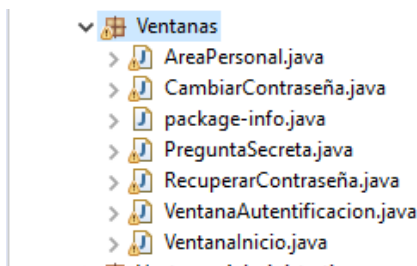 Ventanas
AreaPersonal.java
CambiarContraseña.java
package-info.java
PreguntaSecreta.java
RecuperarContraseña.java
VentanaAutentificacion.java
VentanaInicio.java